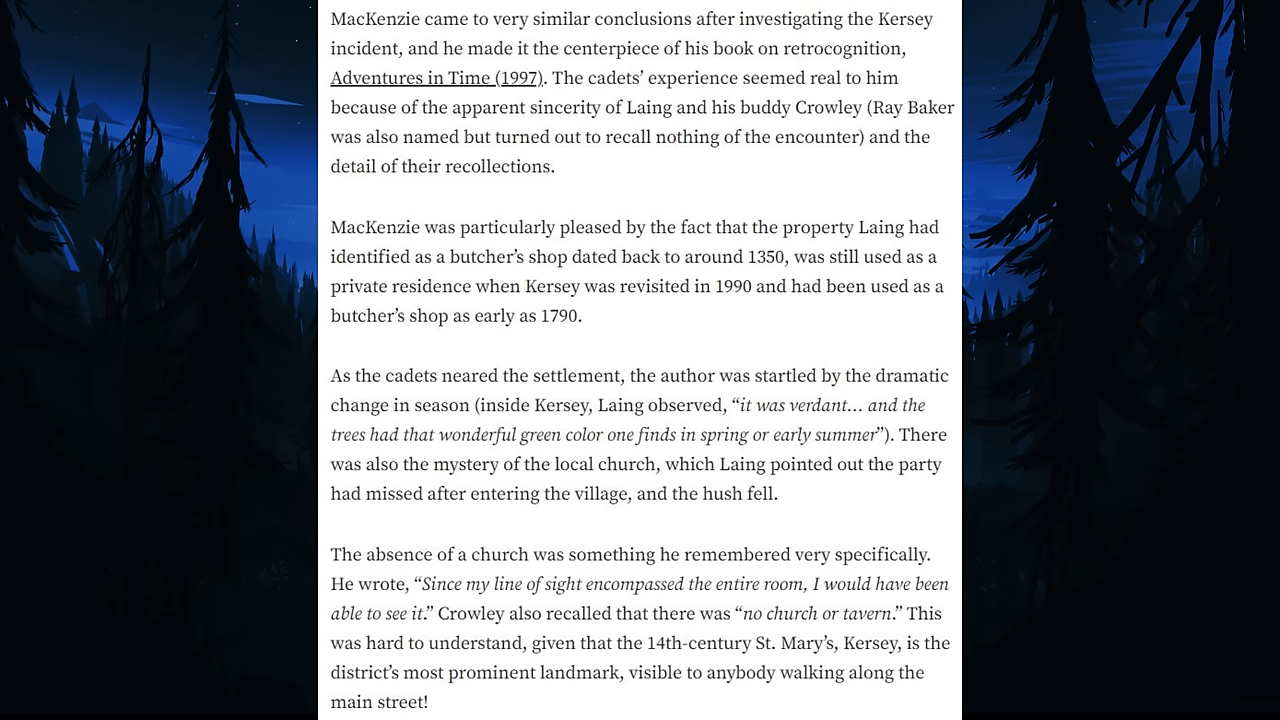 MacKenzie came to very similar conclusions after investigating the Kersey
incident, and he made it the centerpiece of his book on retrocognition,
Adventures in Time (1997). The cadets’ experience seemed real to him
because of the apparent sincerity of Laing and his buddy Crowley (Ray Baker
was also named but turned out to recall nothing of the encounter) and the
detail of their recollections.
MacKenzie was particularly pleased by the fact that the property Laing had
identified as a butcher’s shop dated back to around 1350, was still used as a
private residence when Kersey was revisited in 1990 and had been used as a
butcher’s shop as early as 1790.
As the cadets neared the settlement, the author was startled by the dramatic
change in season (inside Kersey, Laing observed, “it was verdant… and the
trees had that wonderful green color one finds in spring or early summer”). There
was also the mystery of the local church, which Laing pointed out the party
had missed after entering the village, and the hush fell.
The absence of a church was something he remembered very specifically.
He wrote, “Since my line of sight encompassed the entire room, I would have been
able to see it.” Crowley also recalled that there was “no church or tavern.” This
was hard to understand, given that the 14th-century St. Mary’s, Kersey, is the
district’s most prominent landmark, visible to anybody walking along the
main street!